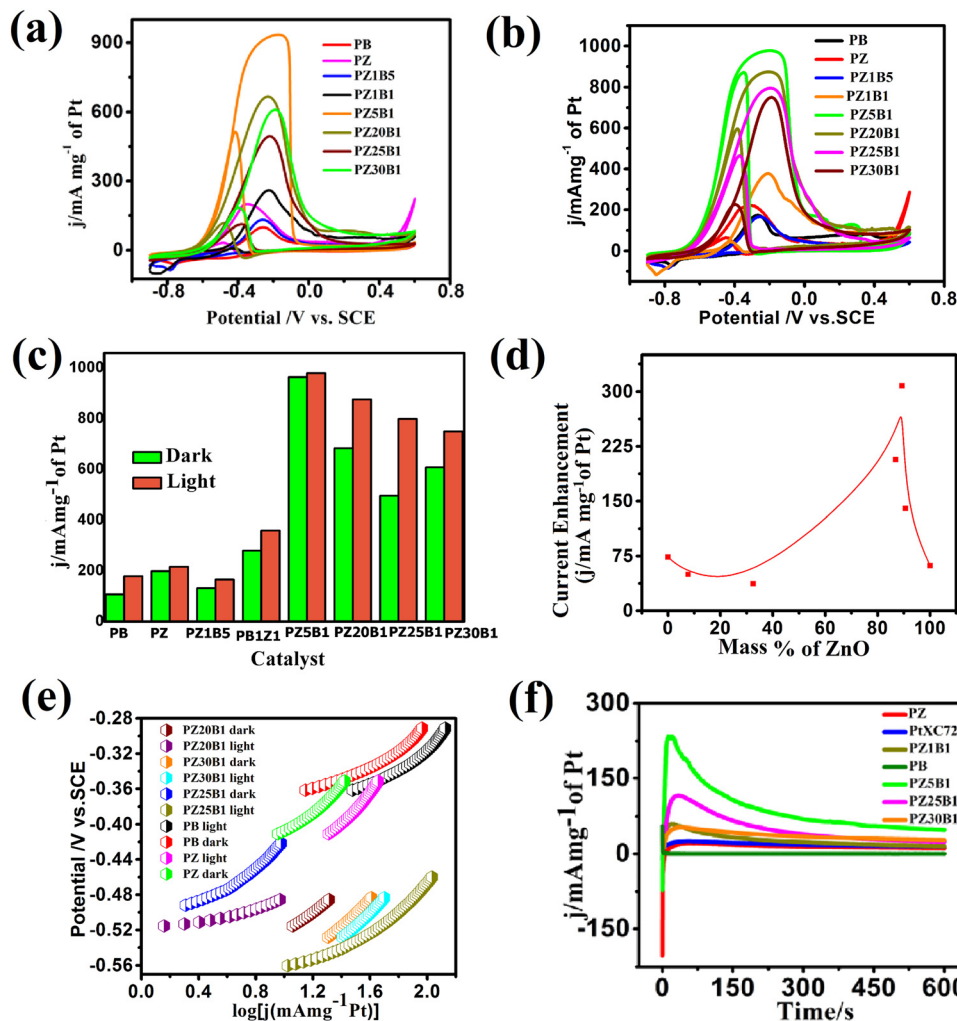 (a)
j/mA mg-1 of Pt
900
600
300
0
-0.8
-0.4
0.0
0.4
0.8
Potential /V vs. SCE
PB
PZ
PZ1B5
PZ1B1
PZ5B1
PZ20B1
PZ25B1
PZ30B1
(b)
j/mAmg-1 of Pt
1000
800
600
400
200
0
-0.8
-0.4
0.0
0.4
0.8
Potential /V vs.SCE
PB
PZ
PZ1B5
PZ1B1
PZ5B1
PZ20B1
PZ25B1
PZ30B1
(c)
j/mAmg-1of Pt
1000
800
600
400
200
0
Dark
Light
PB
PZ
PZ1B5
PB1Z1
PZ5B1
PZ20B1
PZ25B1
PZ30B1
Catalyst
(d)
Current Enhancement
(j/mA mg-1of Pt)
300
225
150
75
0
0
20
40
60
80
100
Mass % of ZnO
(e)
Potential /V vs.SCE
-0.28
-0.32
-0.36
-0.40
-0.44
-0.48
-0.52
-0.56
PZ20B1 dark
PZ20B1 light
PZ30B1 dark
PZ30B1 light
PZ25B1 dark
PZ25B1 light
PB light
PB dark
PZ light
PZ dark
0.0
0.4
0.8
1.2
1.6
2.0
log[j(mAmg-1Pt)]
(f)
j/mAmg-1of Pt
300
150
0
-150
PZ
PtXC72
PZ1B1
PB
PZ5B1
PZ25B1
PZ30B1
0
150
300
450
600
Time/s